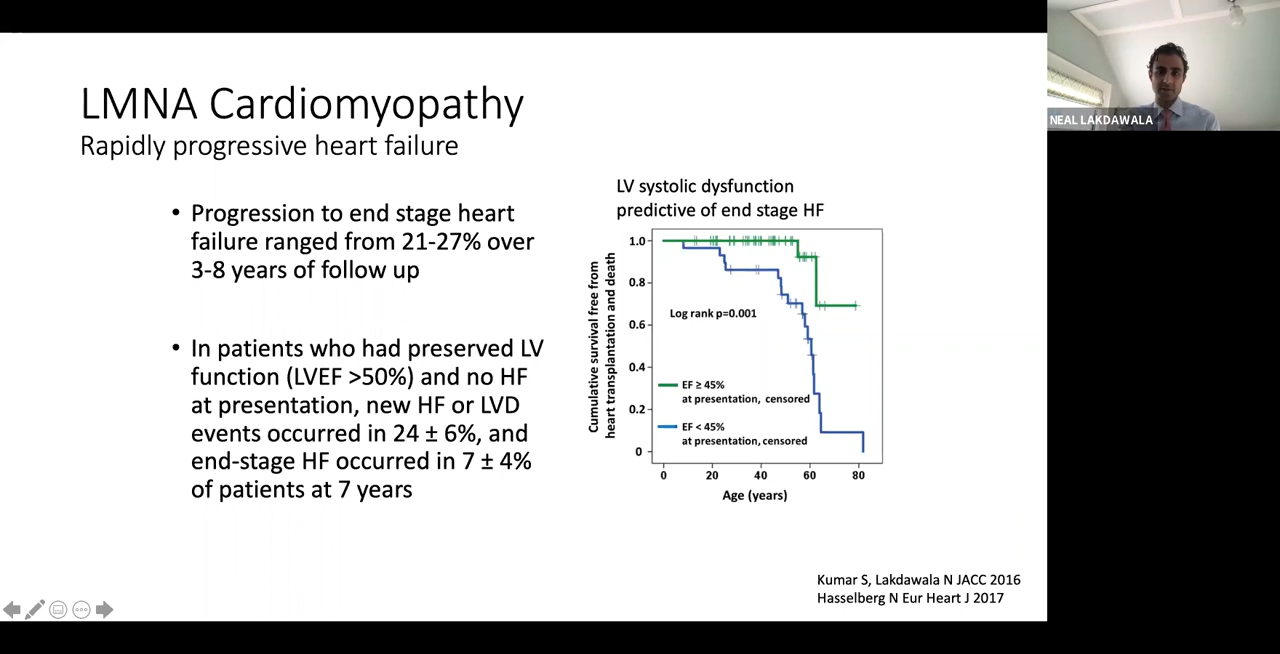 LMNA Cardiomyopathy
Rapidly progressive heart failure
• Progression to end stage heart
failure ranged from 21-27% over
3-8 years of follow up
• In patients who had preserved LV
function (LVEF >50%) and no HF
at presentation, new HF or LVD
events occurred in 24 ± 6%, and
end-stage HF occurred in 7 ± 4%
of patients at 7 years
LV systolic dysfunction
predictive of end stage HF
Cumulative survival free from
heart transplantation and death
1.0
0.8
0.6
0.4
0.2
0
Log rank p=0.001
EF ≥ 45%
at presentation, censored
EF < 45%
at presentation, censored
0 20 40 60 80
Age (years)
Kumar S, Lakdawala N JACC 2016
Hasselberg N Eur Heart J 2017
NEAL LAKDAWALA